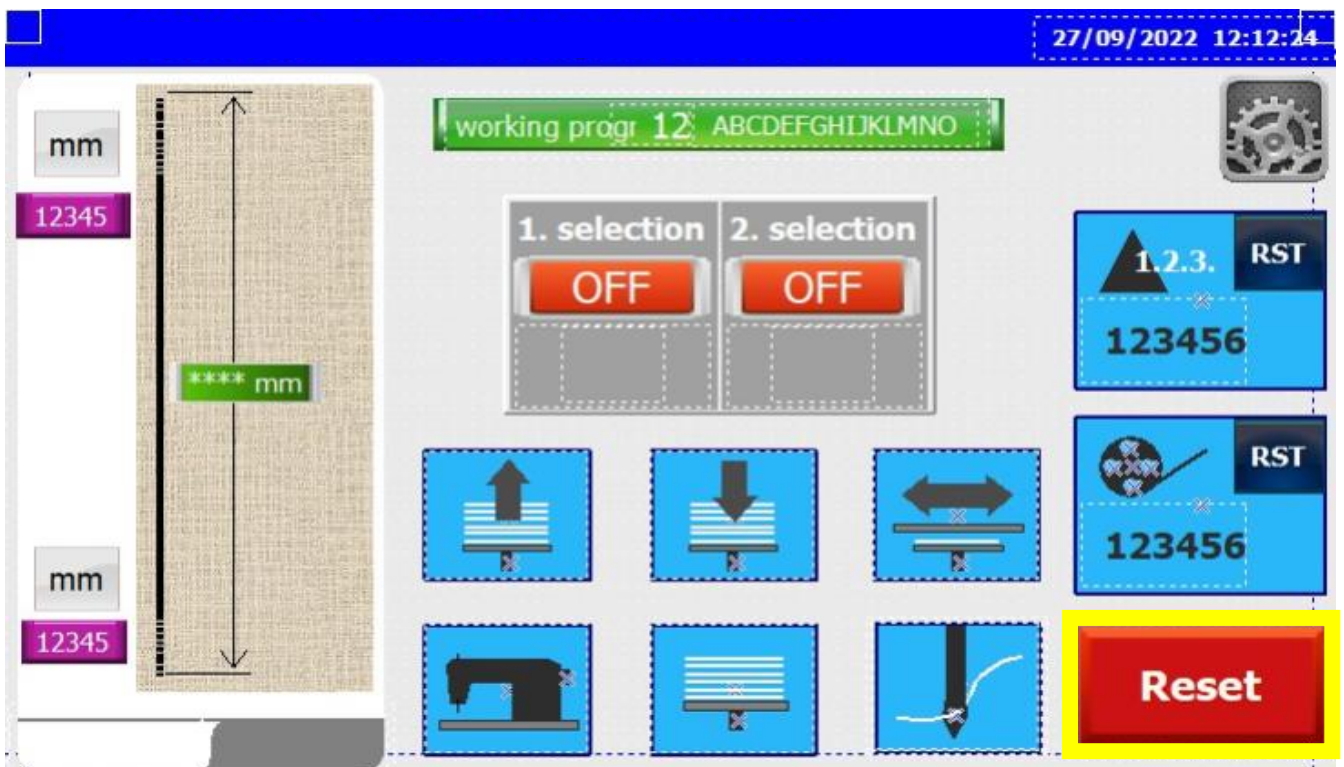 27/09/2022 12:12:24
mm
12345
**** mm
mm
12345
working progr 12 ABCDEFGHIJKLMNO
1. selection 2. selection
OFF OFF
1.2.3. RST
123456
RST
123456
Reset